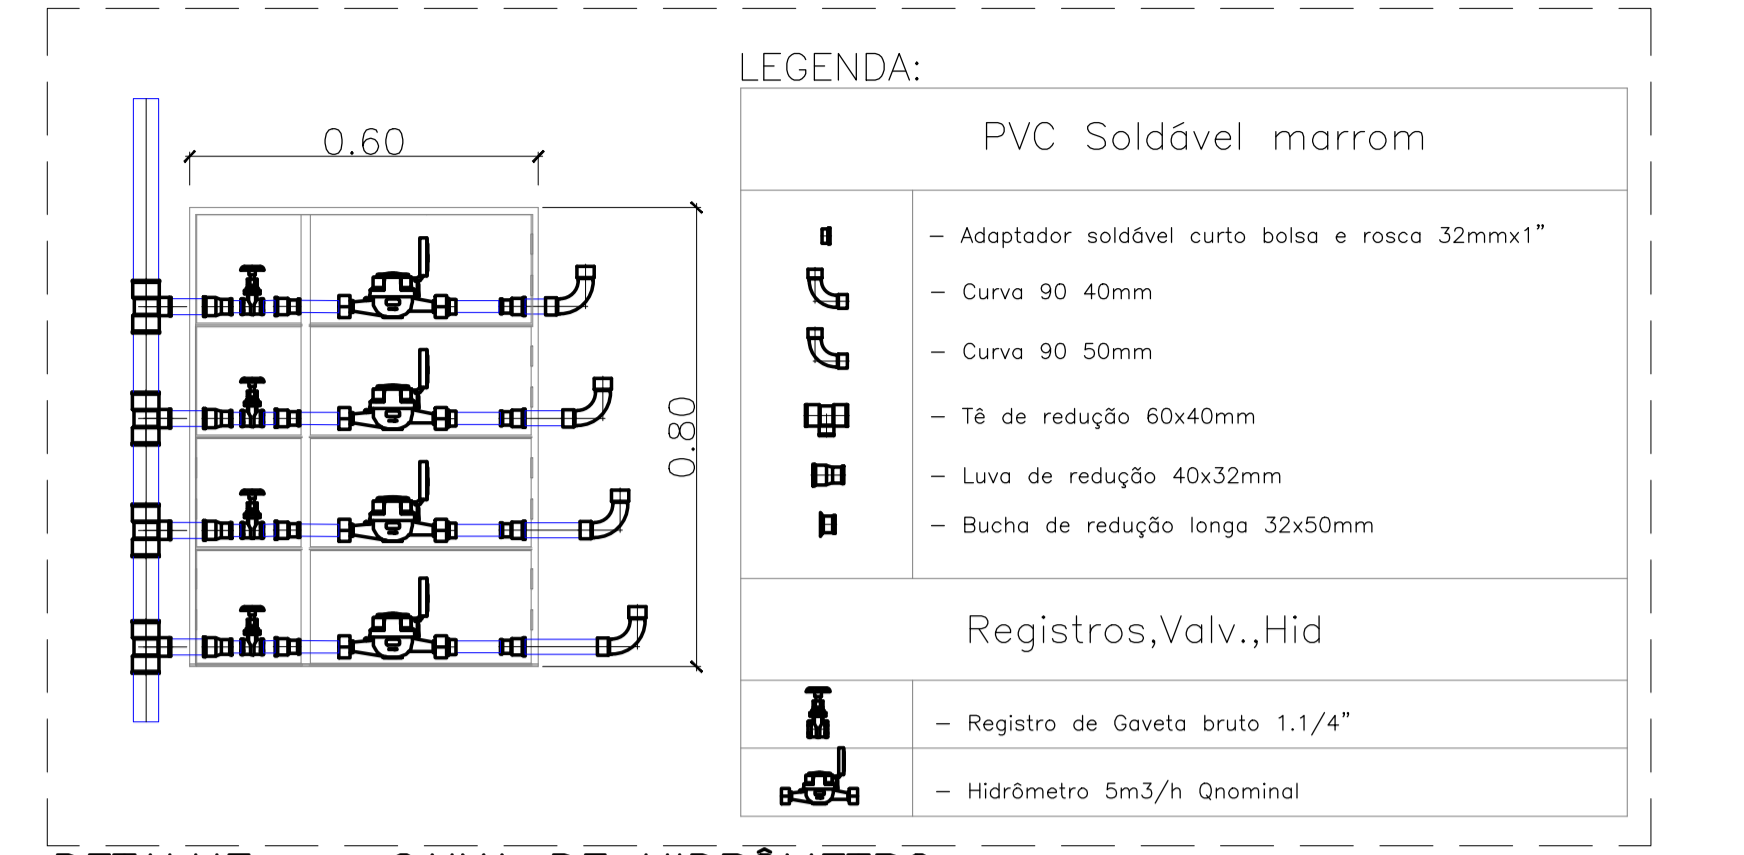 LEGENDA:
PVC Soldável marrom
0.60
– Adaptador soldável curto bolsa e rosca 32mmx1”
– Curva 90 40mm
– Curva 90 50mm
0.80
– Tê de redução 60x40mm
– Luva de redução 40x32mm
– Bucha de redução longa 32x50mm
Registros,Valv.,Hid
– Registro de Gaveta bruto 1.1/4”
– Hidrômetro 5m3/h Qnominal